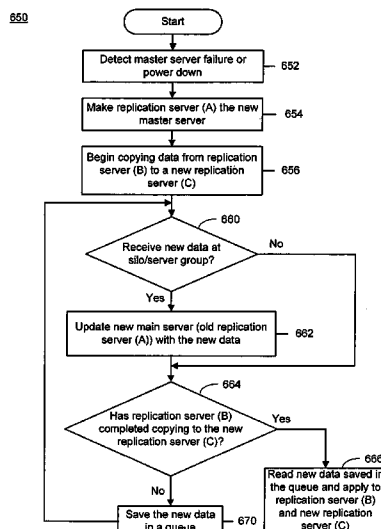 650
Start
Detect master server failure or
power down
652
Make replication server (A) the new
master server
654
Begin copying data from replication
server (B) to a new replication
server (C)
656
660
Receive new data at
silo/server group?
No
Yes
Update new main server (old replication
server (A)) with the new data
662
664
Has replication server (B)
completed copying to the new
replication server (C)?
Yes
No
666
Read new data saved in
the queue and apply to
replication server (B)
and new replication
server (C)
Save the new data
in a queue
670